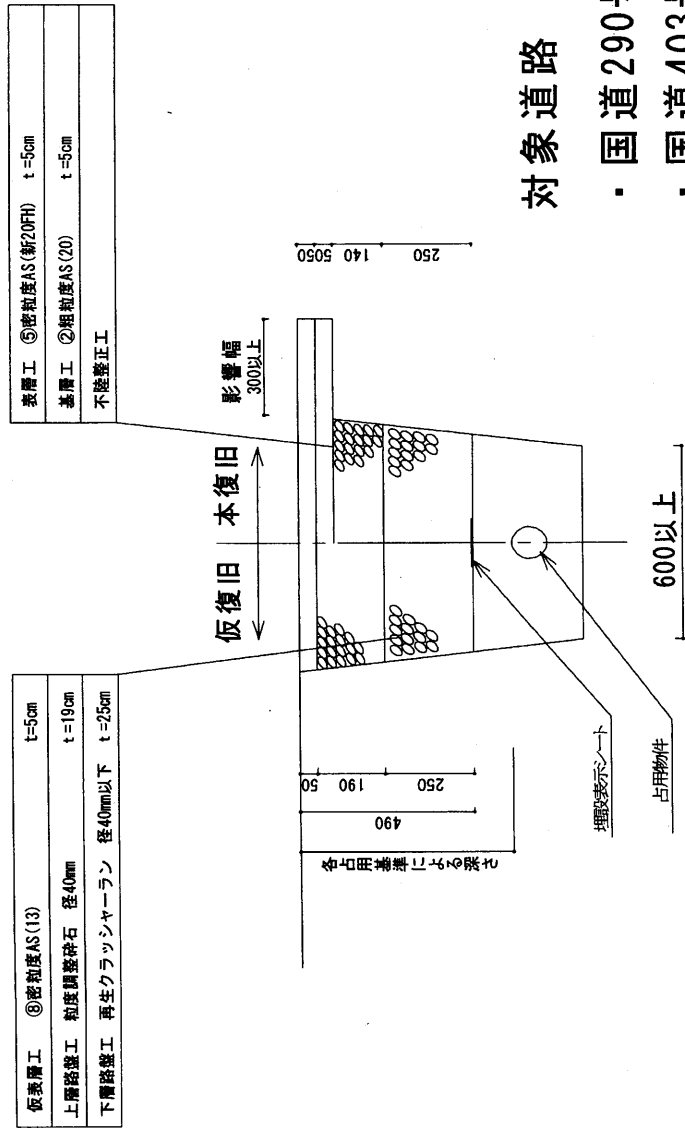 仮表層工 ⑧密粒度AS(13) t=5cm
上層路盤工 粒度調整砕石 径40mm t=19cm
下層路盤工 再生クラッシャーラン 径40mm以下 t=25cm
表層工 ⑤密粒度AS(新20FH) t=5cm
基層工 ②粗粒度AS(20) t=5cm
不陸整正工
仮復旧 本復旧
影響幅
300以上
50
190
250
490
各占用基準による深さ
50
50
140
250
埋設表示シート
占用物件
600以上
対象道路
・国道290号
・国道403号